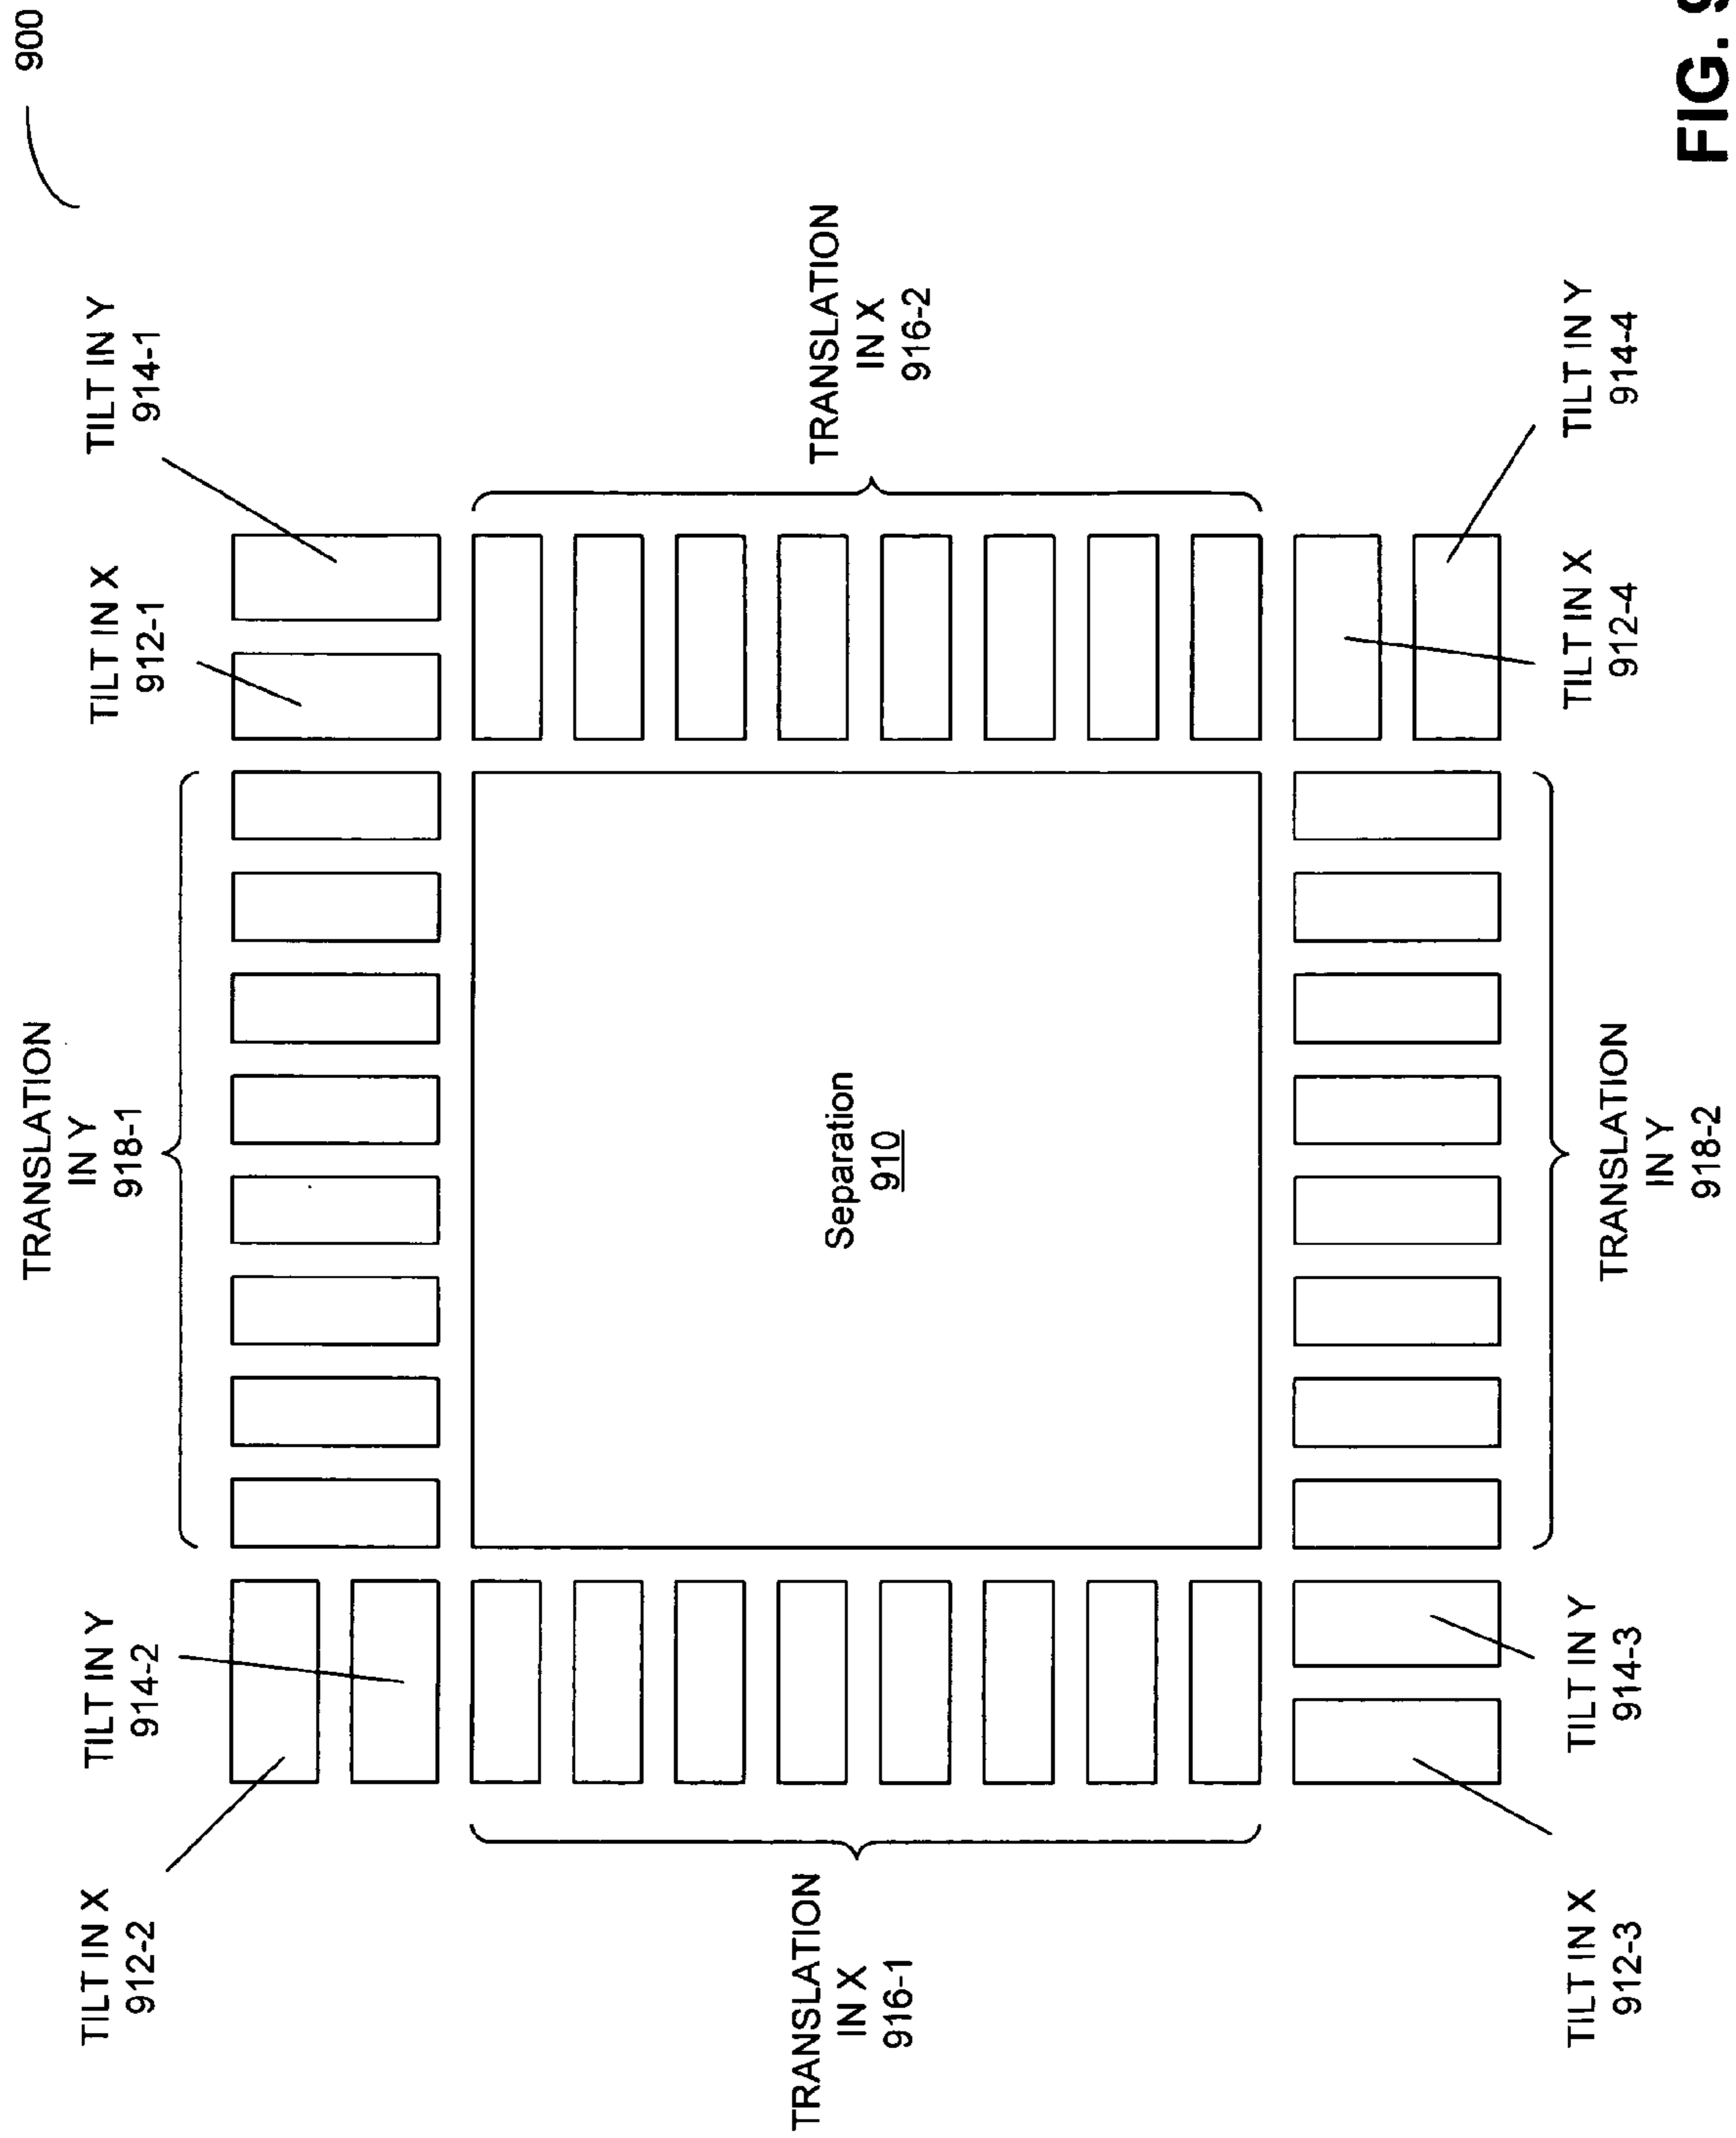 900
TRANSLATION
IN Y
918-1
TILT IN X
912-2
TILT IN Y
914-2
TILT IN X
912-1
TILT IN Y
914-1
TRANSLATION
IN X
916-1
Separation
910
TRANSLATION
IN X
916-2
TILT IN X
912-3
TILT IN Y
914-3
TRANSLATION
IN Y
918-2
TILT IN X
912-4
TILT IN Y
914-4
FIG. 9